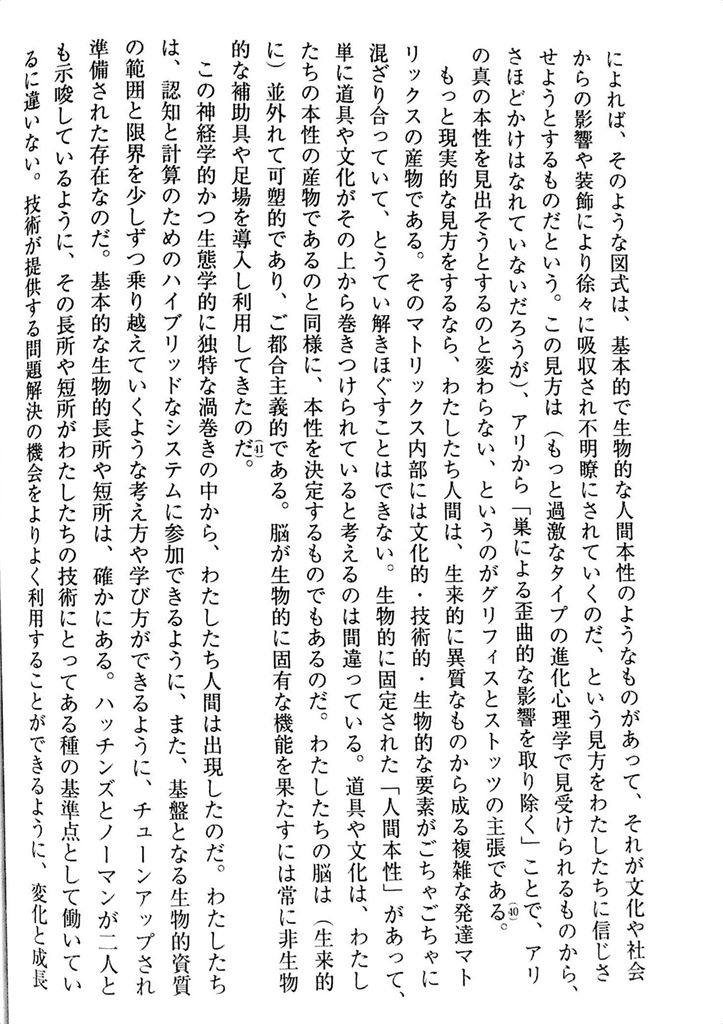 によれば、そのような図式は、基本的で生物的な人間本性のようなものがあって、それが文化や社会
からの影響や装飾により徐々に吸収され不明瞭にされていくのだ、という見方をわたしたちに信じさ
せようとするものだという。この見方は（もっと過激なタイプの進化心理学で見受けられるものから、
さほどかけはなれていないだろうが）、アリから「巣による歪曲的な影響を取り除く」ことで、アリ
の真の本性を見出そうとするのと変わらない、というのがグリフィスとストッツの主張である。(40)
もっと現実的な見方をするなら、わたしたち人間は、生来的に異質なものから成る複雑な発達マト
リックスの産物である。そのマトリックス内部には文化的・技術的・生物的な要素がごちゃごちゃに
混ざり合っていて、とうてい解きほぐすことはできない。生物的に固定された「人間本性」があって、
単に道具や文化がその上から巻きつけられていると考えるのは間違っている。道具や文化は、わたし
たちの本性の産物であるのと同様に、本性を決定するものでもあるのだ。わたしたちの脳は（生来的
に）並外れて可塑的であり、ご都合主義的である。脳が生物的に固有な機能を果たすには常に非生物
的な補助具や足場を導入し利用してきたのだ。(41)
この神経学的かつ生態学的に独特な渦巻きの中から、わたしたち人間は出現したのだ。わたしたち
は、認知と計算のためのハイブリッドなシステムに参加できるように、また、基盤となる生物的資質
の範囲と限界を少しずつ乗り越えていくような考え方や学び方ができるように、チューンアップされ
準備された存在なのだ。基本的な生物的長所や短所は、確かにある。ハッチンズとノーマンが二人と
も示唆しているように、その長所や短所がわたしたちの技術にとってある種の基準点として働いてい
るに違いない。技術が提供する問題解決の機会をよりよく利用することができるように、変化と成長